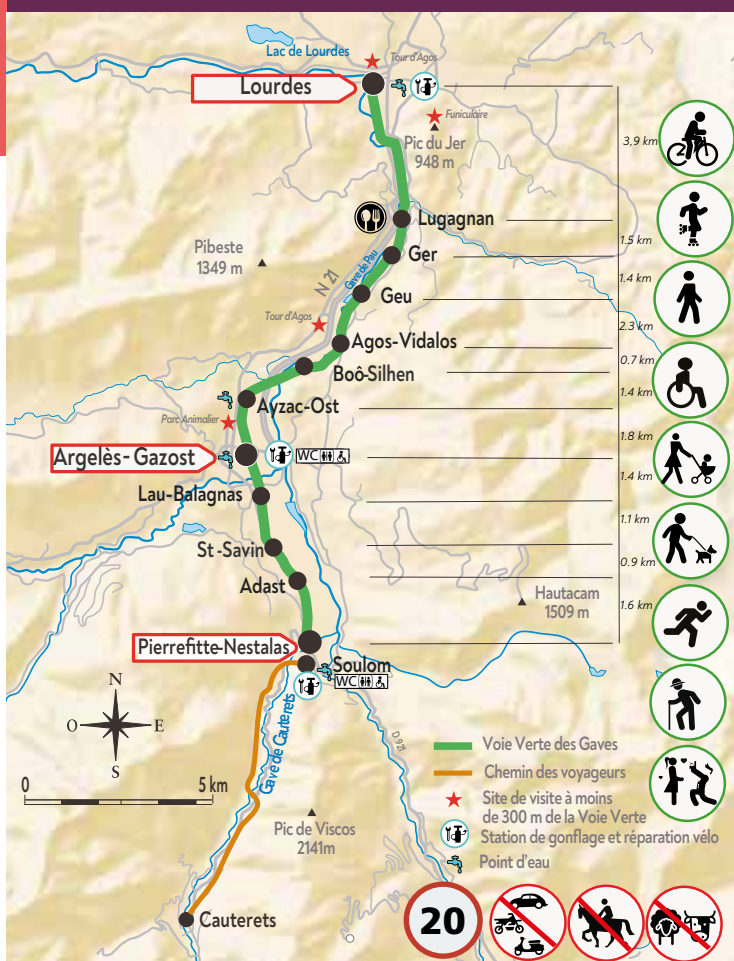 Lac de Lourdes
Tour d'Agos
Lourdes
Funiculaire
Pic du Jer
948 m
3,9 km
Lugagnan
Pibeste
1349 m
1.5 km
Ger
Gave de Pau
N 21
1.4 km
Geu
Tour d'Agos
2.3 km
Agos-Vidalos
0.7 km
Boô-Silhen
1.4 km
Ayzac-Ost
Parc Animalier
1.8 km
Argelès-Gazost
WC
1.4 km
Lau-Balagnas
1.1 km
St-Savin
0.9 km
Adast
Hautacam
1509 m
1.6 km
Pierrefitte-Nestalas
Soulom
WC
N
O
E
S
Gave de Cauterets
D 921
0
5 km
Voie Verte des Gaves
Chemin des voyageurs
Site de visite à moins
de 300 m de la Voie Verte
Station de gonflage et réparation vélo
Point d'eau
Pic de Viscos
2141m
Cauterets
20